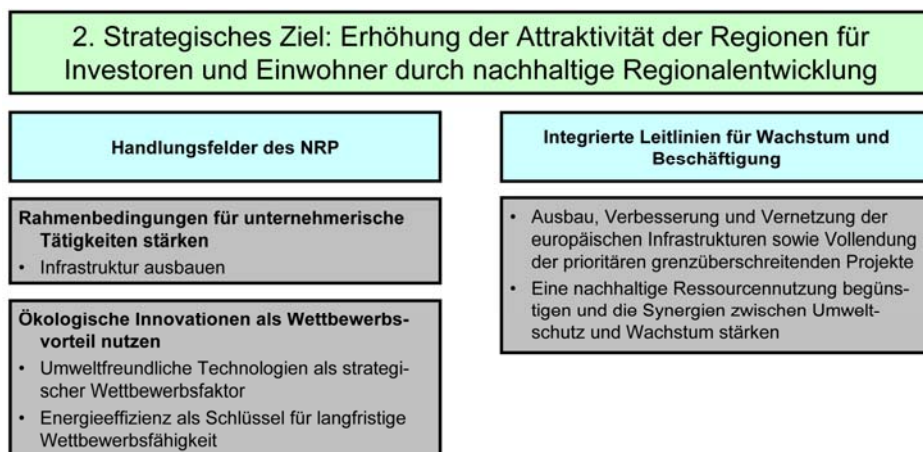 2. Strategisches Ziel: Erhöhung der Attraktivität der Regionen für
Investoren und Einwohner durch nachhaltige Regionalentwicklung
Handlungsfelder des NRP
Rahmenbedingungen für unternehmerische
Tätigkeiten stärken
• Infrastruktur ausbauen
Ökologische Innovationen als Wettbewerbs-
vorteil nutzen
• Umweltfreundliche Technologien als strategi-
scher Wettbewerbsfaktor
• Energieeffizienz als Schlüssel für langfristige
Wettbewerbsfähigkeit
Integrierte Leitlinien für Wachstum und
Beschäftigung
• Ausbau, Verbesserung und Vernetzung der
europäischen Infrastrukturen sowie Vollendung
der prioritären grenzüberschreitenden Projekte
• Eine nachhaltige Ressourcennutzung begüns-
tigen und die Synergien zwischen Umwelt-
schutz und Wachstum stärken